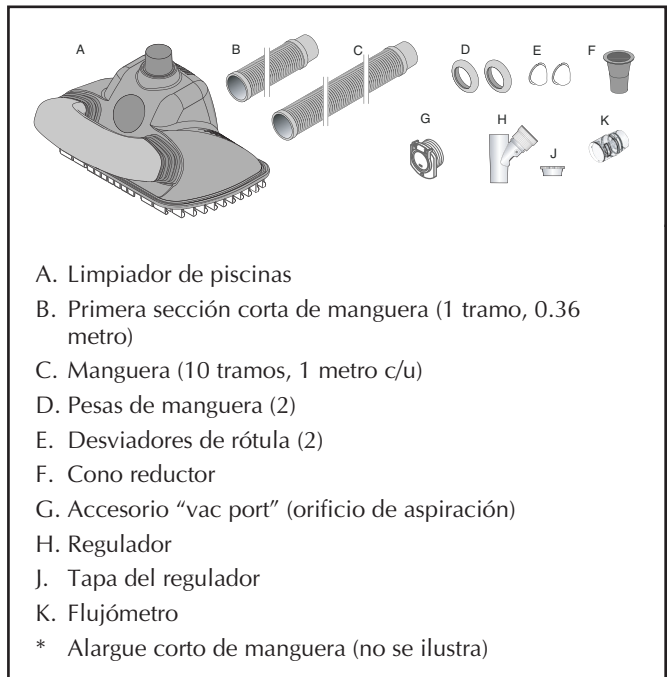 A B C D E F
G H K
J
A. Limpiador de piscinas
B. Primera sección corta de manguera (1 tramo, 0.36
metro)
C. Manguera (10 tramos, 1 metro c/u)
D. Pesas de manguera (2)
E. Desviadores de rótula (2)
F. Cono reductor
G. Accesorio “vac port” (orificio de aspiración)
H. Regulador
J. Tapa del regulador
K. Flujómetro
* Alargue corto de manguera (no se ilustra)